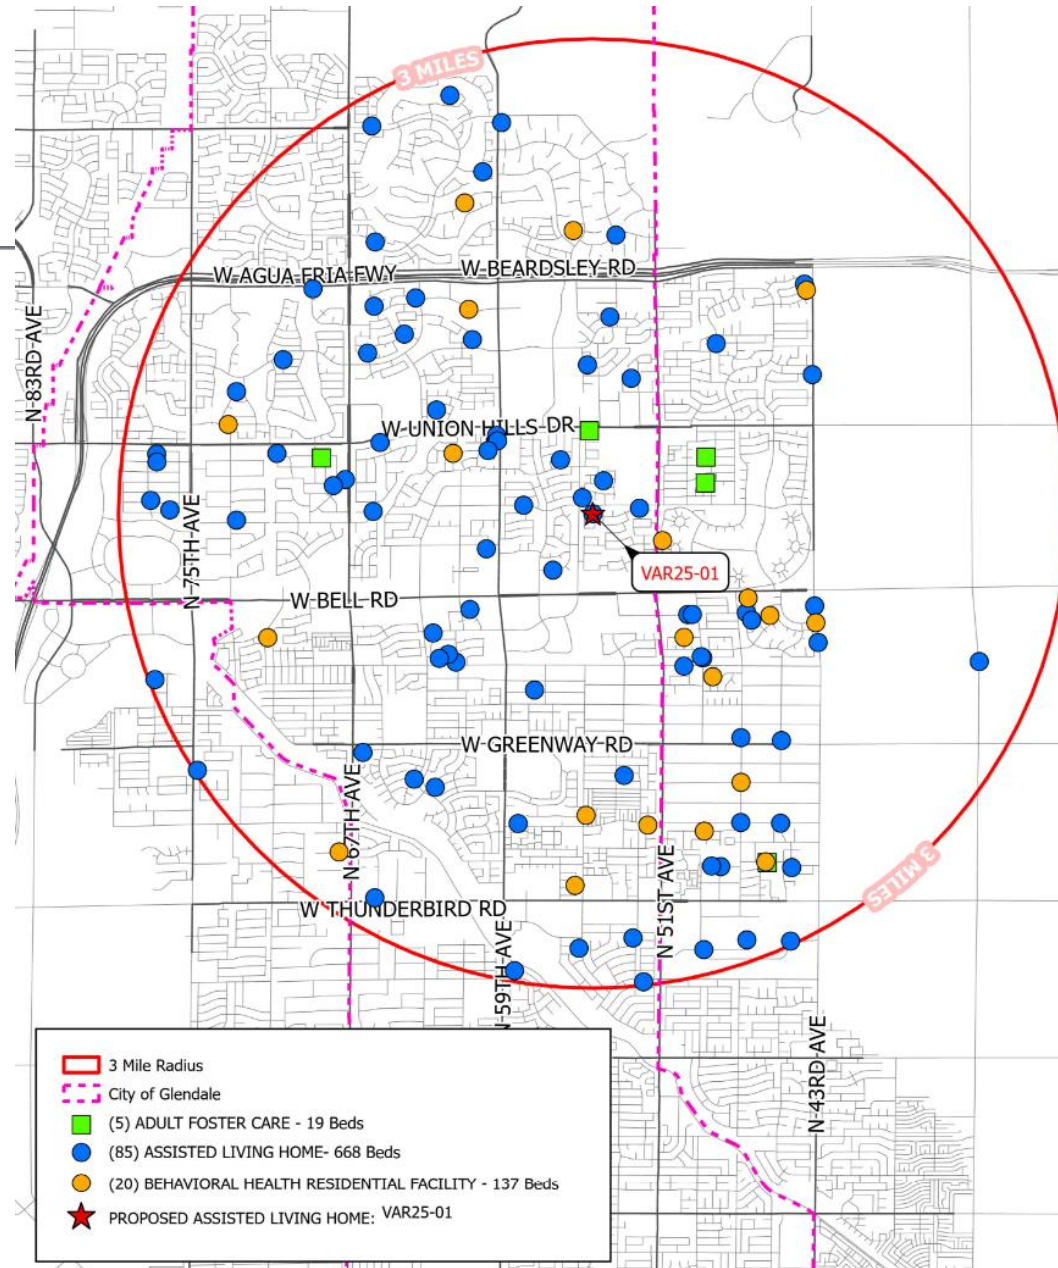 3 MILES
W AGUA FRIA FWY
W BEARDSLEY RD
N 83RD AVE
W UNION HILLS DR
N 75TH AVE
VAR25-01
W BELL RD
W GREENWAY RD
N 67TH AVE
N 51ST AVE
3 MILES
W THUNDERBIRD RD
N 59TH AVE
N 43RD AVE
3 Mile Radius
City of Glendale
(5) ADULT FOSTER CARE - 19 Beds
(85) ASSISTED LIVING HOME- 668 Beds
(20) BEHAVIORAL HEALTH RESIDENTIAL FACILITY - 137 Beds
PROPOSED ASSISTED LIVING HOME: VAR25-01